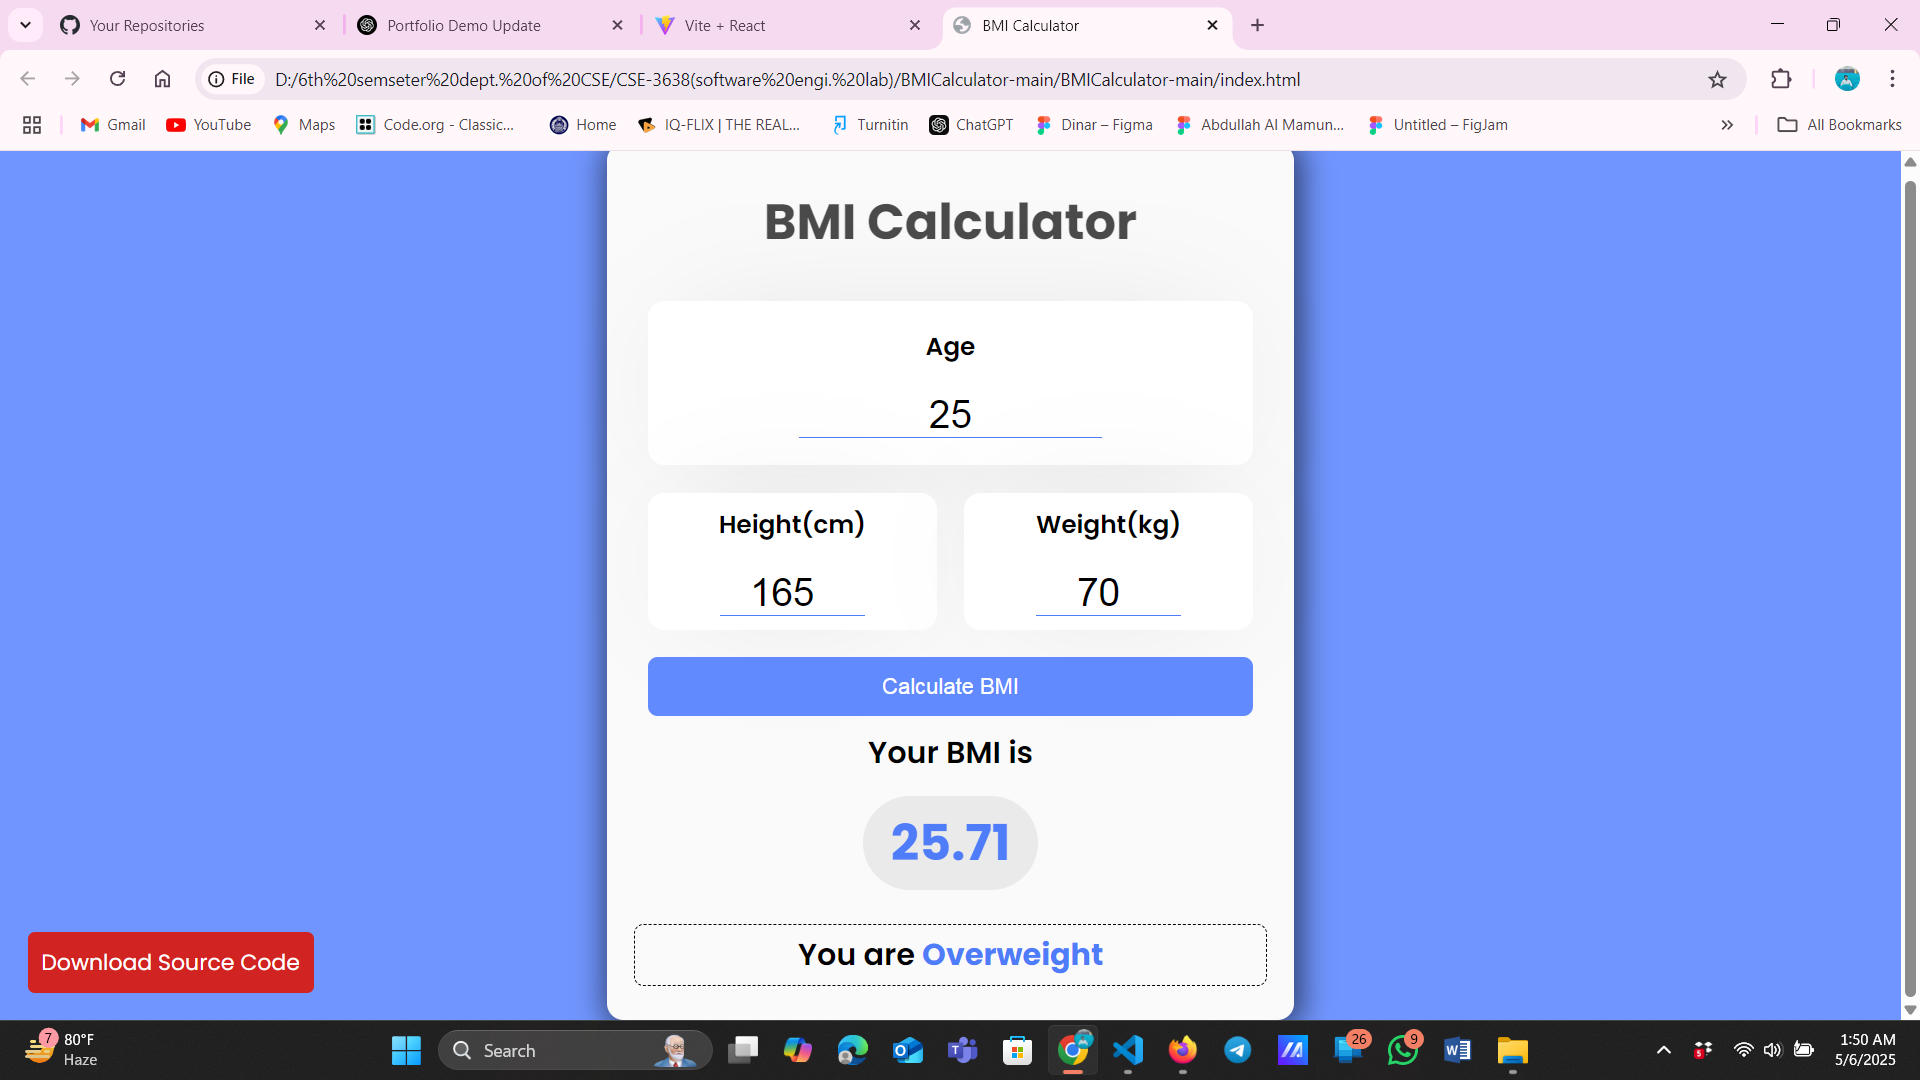 Your Repositories
Portfolio Demo Update
Vite + React
BMI Calculator
File
D:/6th%20semseter%20dept.%20of%20CSE/CSE-3638(software%20engi.%20lab)/BMICalculator-main/BMICalculator-main/index.html
Gmail
YouTube
Maps
Code.org - Classic...
Home
IQ-FLIX | THE REAL...
Turnitin
ChatGPT
Dinar – Figma
Abdullah Al Mamun...
Untitled – FigJam
All Bookmarks
BMI Calculator
Age
25
Height(cm)
Weight(kg)
165
70
Calculate BMI
Your BMI is
25.71
You are Overweight
Download Source Code
7
80°F
Haze
Search
26
9
5
1:50 AM
5/6/2025